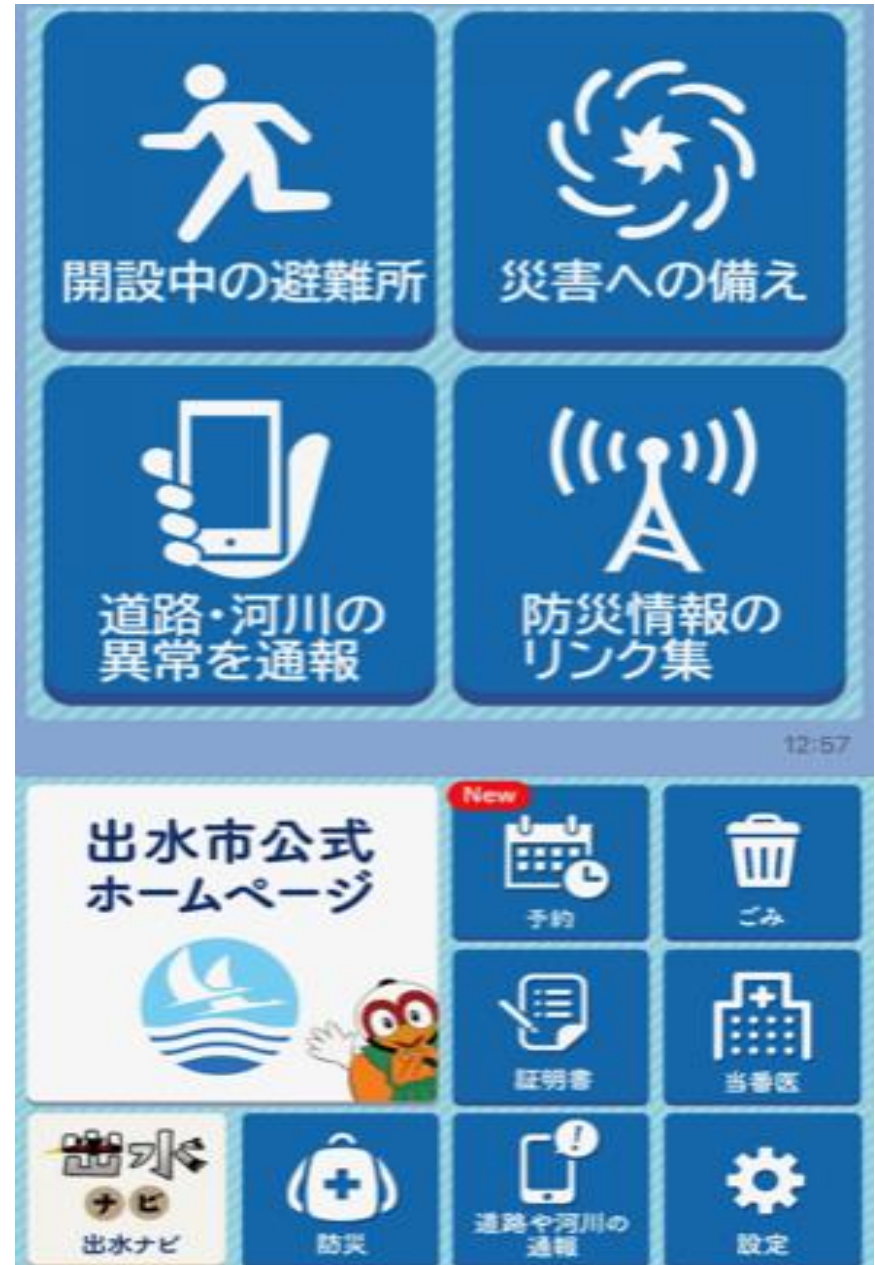 開設中の避難所
災害への備え
道路・河川の
異常を通報
防災情報の
リンク集
12:57
出水市公式
ホームページ
New
予約
ごみ
証明書
当番医
出水
ナビ
出水ナビ
防災
道路や河川の
通報
設定